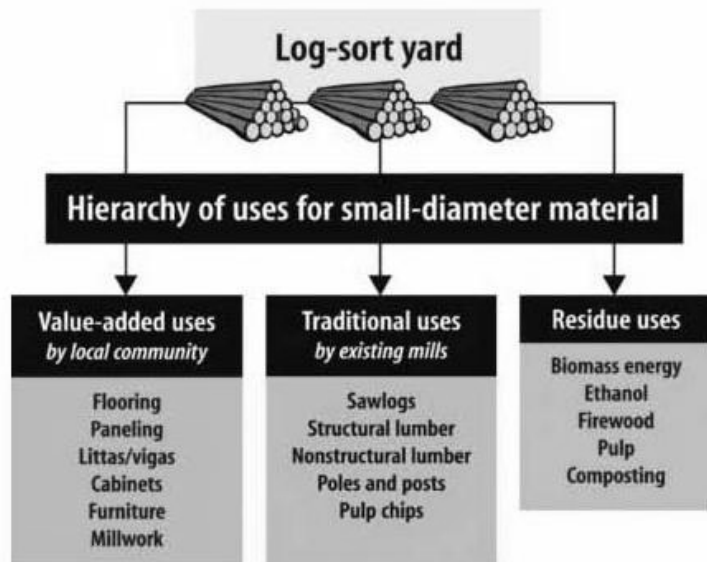 Log-sort yard
Hierarchy of uses for small-diameter material
Value-added uses
by local community
Flooring
Paneling
Littas/vigas
Cabinets
Furniture
Millwork
Traditional uses
by existing mills
Sawlogs
Structural lumber
Nonstructural lumber
Poles and posts
Pulp chips
Residue uses
Biomass energy
Ethanol
Firewood
Pulp
Composting